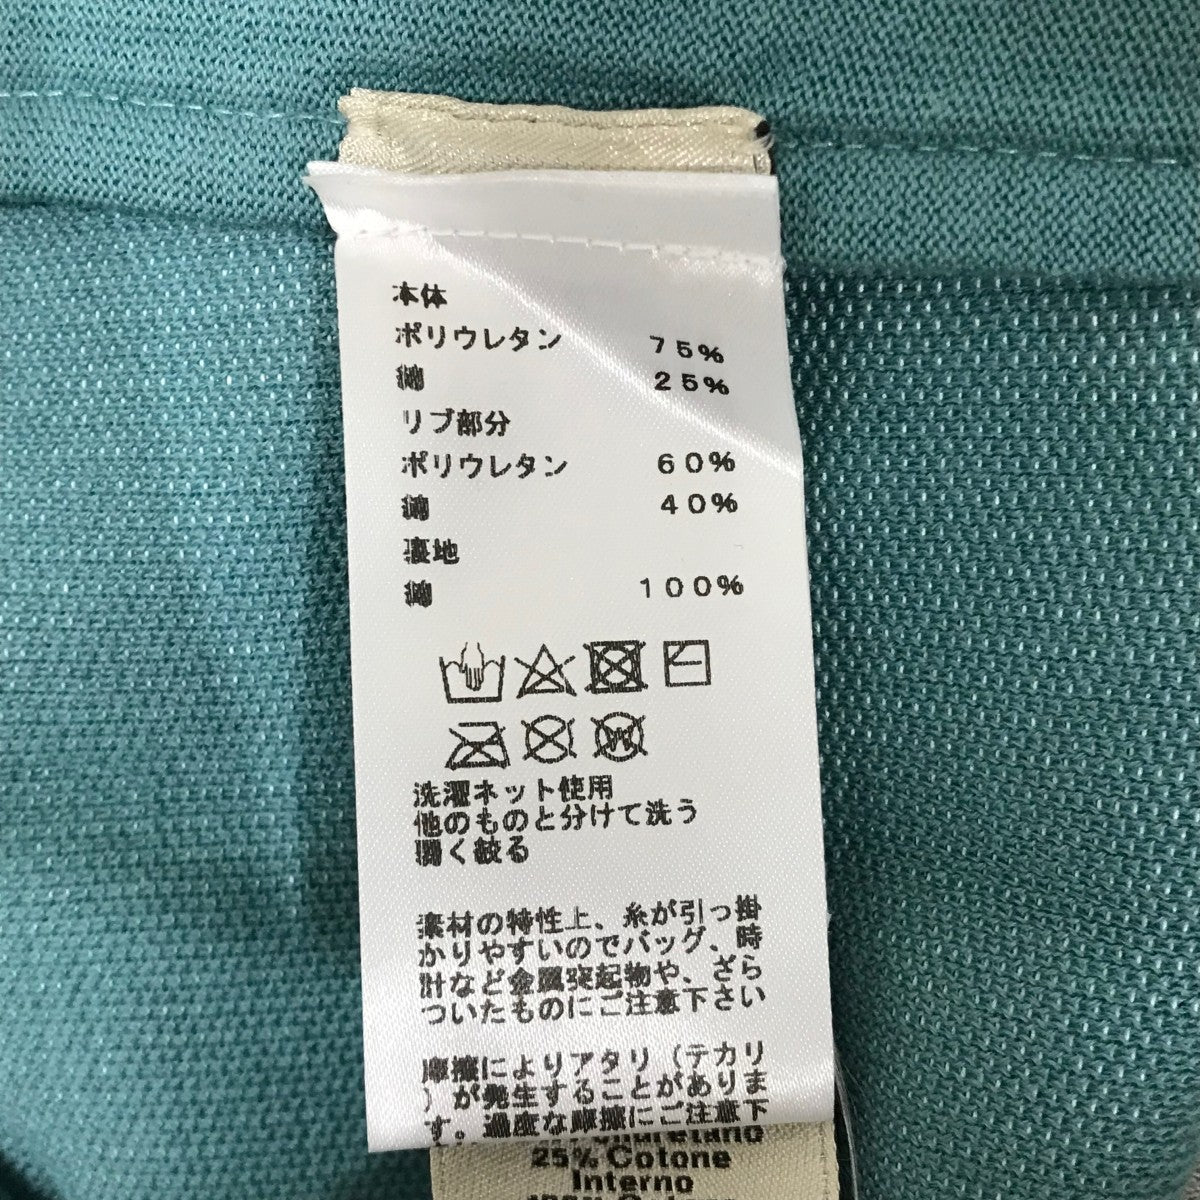 本体
ポリウレタン 75%
綿 25%
リブ部分
ポリウレタン 60%
綿 40%
裏地
綿 100%
洗濯ネット使用
他のものと分けて洗う
弱く絞る
素材の特性上、糸が引っ掛
かりやすいのでバッグ、時
計など金属突起物や、ざら
ついたものにご注意下さい
摩擦によりアタリ(テカリ
)が発生することがありま
す。過度な摩擦にご注意下
25% Cotone
Interno